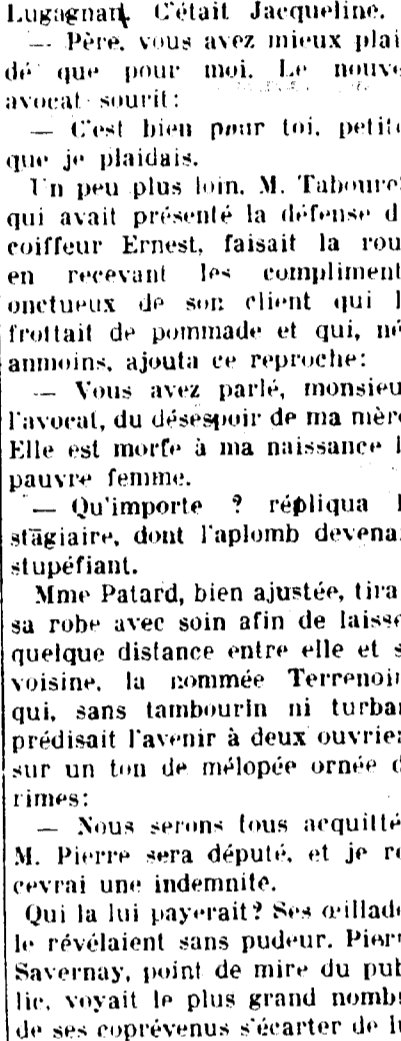 Lugagnan. C'était Jacqueline.
— Père, vous avez mieux plai
dé que pour moi. Le nouve
avocat sourit:
— C'est bien pour toi, petite
que je plaidais.
Un peu plus loin, M. Taboure
qui avait présenté la défense d
coiffeur Ernest, faisait la rou
en recevant les compliment
onctueux de son client qui l
frottait de pommade et qui, né
anmoins, ajouta ce reproche:
— Vous avez parlé, monsieu
l'avocat, du désespoir de ma mère
Elle est morte à ma naissance l
pauvre femme.
— Qu'importe ? répliqua l
stagiaire, dont l'aplomb devena
stupéfiant.
Mme Patard, bien ajustée, tira
sa robe avec soin afin de laisse
quelque distance entre elle et s
voisine, la nommée Terrenoir
qui, sans tambourin ni turba
prédisait l'avenir à deux ouvrie
sur un ton de mélopée ornée d
rimes:
— Nous serons tous acquitté
M. Pierre sera député, et je re
cevrai une indemnité.
Qui la lui payerait? Ses œillade
le révélaient sans pudeur. Pierr
Savernay, point de mire du pub
lic, voyait le plus grand nombr
de ses coprévenus s'écarter de lu